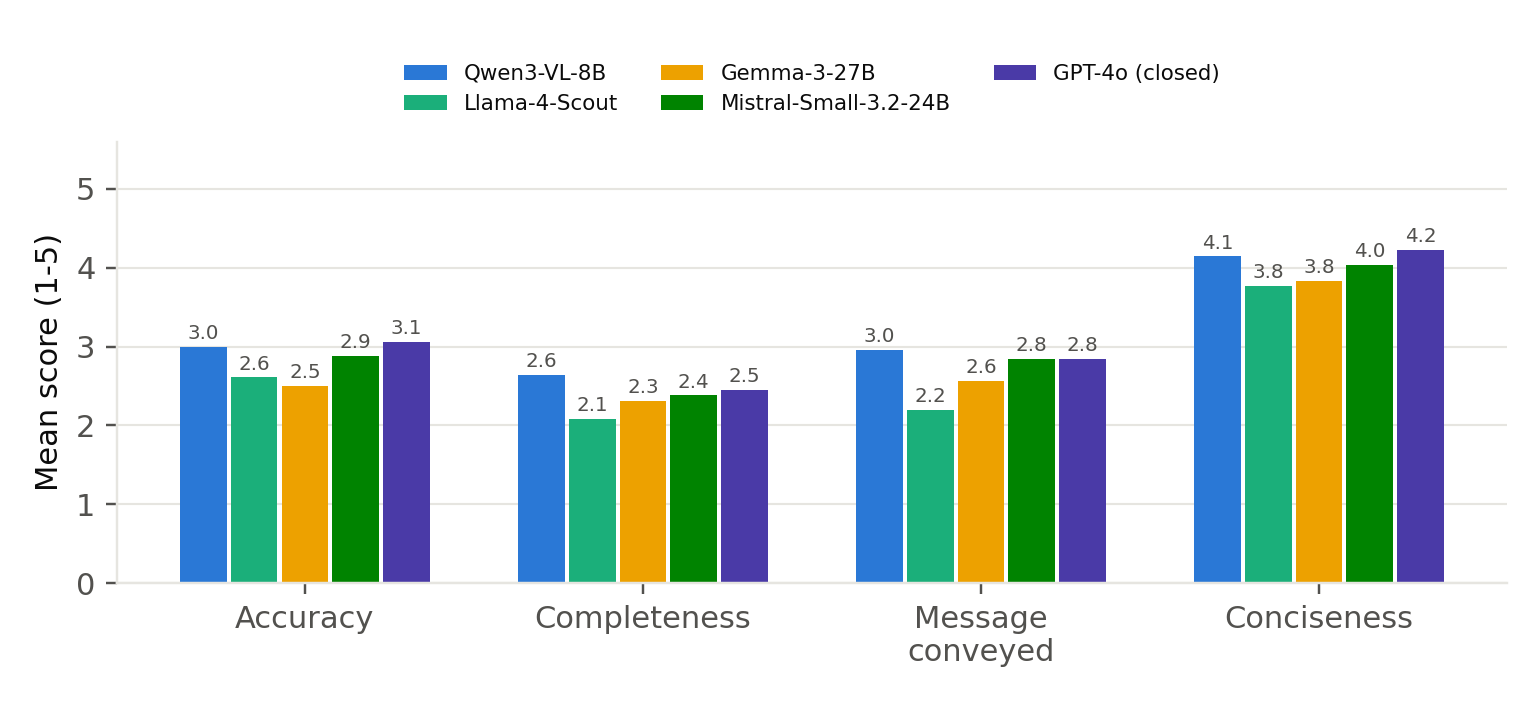 Qwen3-VL-8B
Llama-4-Scout
Gemma-3-27B
Mistral-Small-3.2-24B
GPT-4o (closed)
Mean score (1-5)
5
4
3
2
1
0
3.0 2.6 2.5 2.9 3.1
2.6 2.1 2.3 2.4 2.5
3.0 2.2 2.6 2.8 2.8
4.1 3.8 3.8 4.0 4.2
Accuracy
Completeness
Message
conveyed
Conciseness